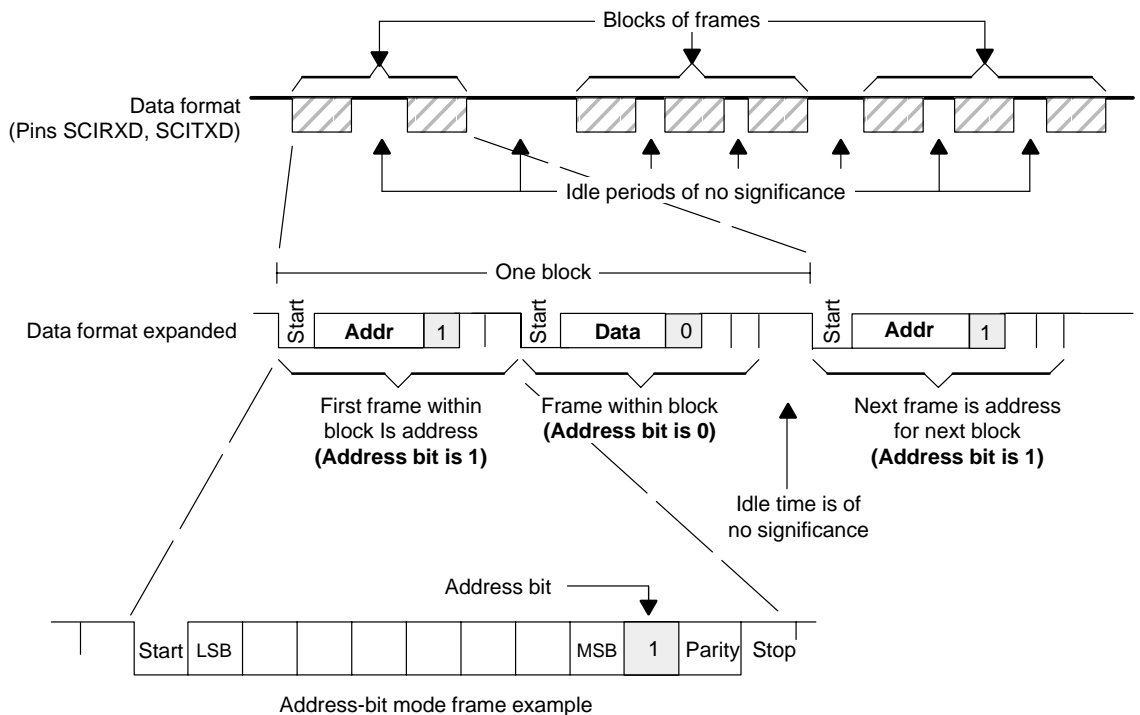 Blocks of frames
Data format
(Pins SCIRXD, SCITXD)
Idle periods of no significance
One block
Data format expanded
Start
Addr
1
Start
Data
0
Start
Addr
1
First frame within
block Is address
(Address bit is 1)
Frame within block
(Address bit is 0)
Next frame is address
for next block
(Address bit is 1)
Idle time is of
no significance
Address bit
Start
LSB
MSB
1
Parity
Stop
Address-bit mode frame example